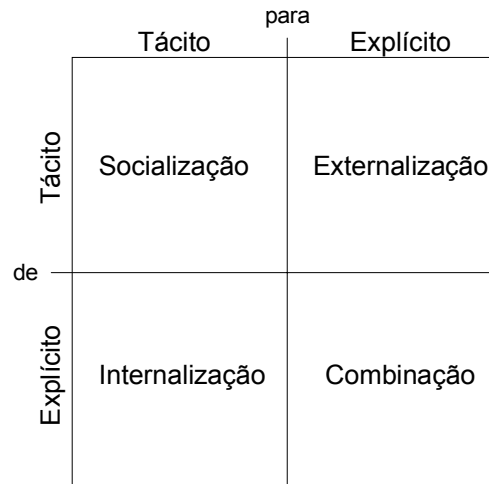 para
Tácito Explícito
Tácito
Socialização Externalização
de
Explícito
Internalização Combinação